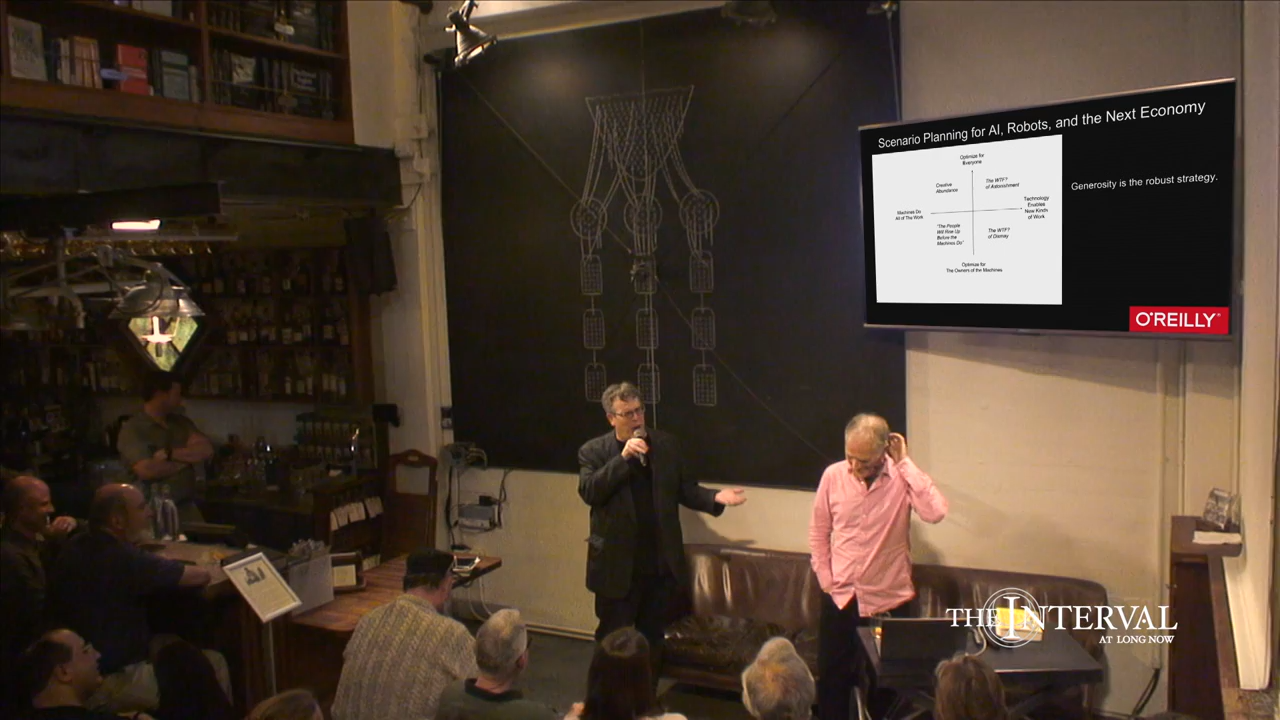 Scenario Planning for AI, Robots, and the Next Economy
Optimize for
Everyone
Creative
Abundance
The WTF?
of Astonishment
Machines Do
All of The Work
Technology
Enables
New Kinds
of Work
"The People
Will Rise Up
Before the
Machines Do"
The WTF?
of Dismay
Optimize for
The Owners of the Machines
Generosity is the robust strategy.
O'REILLY
THE INTERVAL
AT LONG NOW